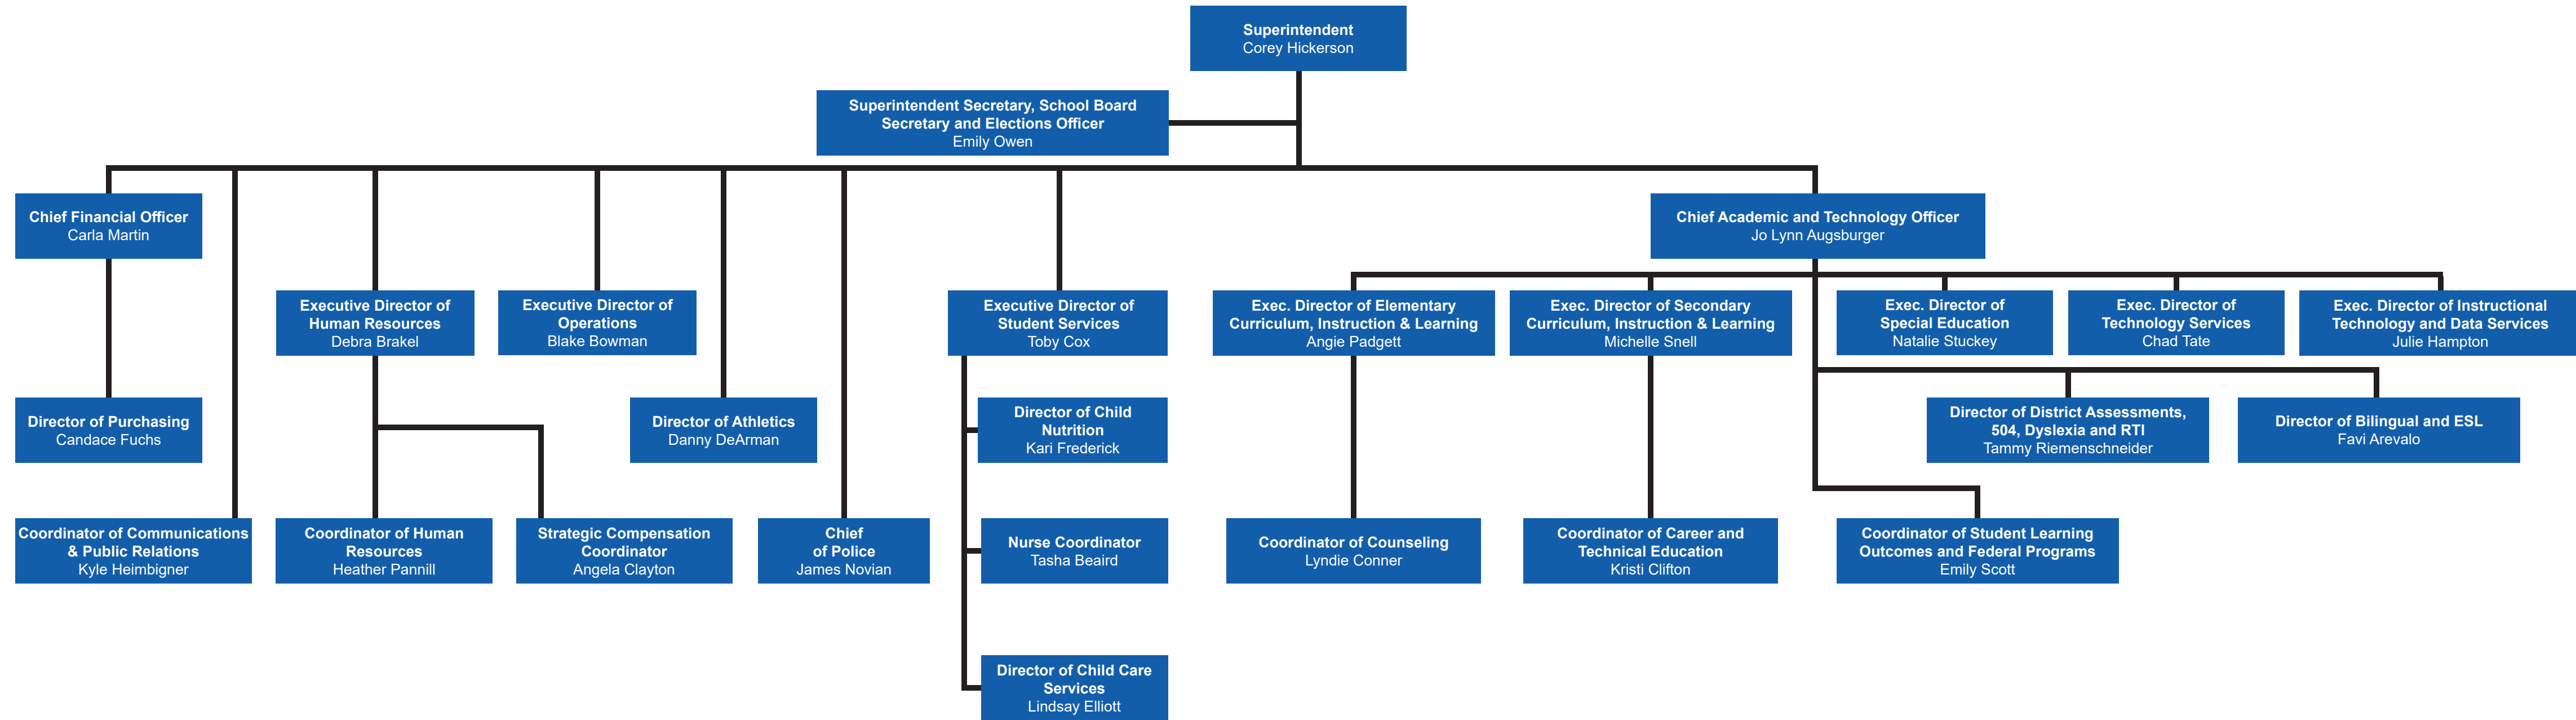 Superintendent
Corey Hickerson
Superintendent Secretary, School Board
Secretary and Elections Officer
Emily Owen
Chief Financial Officer
Carla Martin
Chief Academic and Technology Officer
Jo Lynn Augsburger
Executive Director of
Human Resources
Debra Brakel
Executive Director of
Operations
Blake Bowman
Executive Director of
Student Services
Toby Cox
Exec. Director of Elementary
Curriculum, Instruction & Learning
Angie Padgett
Exec. Director of Secondary
Curriculum, Instruction & Learning
Michelle Snell
Exec. Director of
Special Education
Natalie Stuckey
Exec. Director of
Technology Services
Chad Tate
Exec. Director of Instructional
Technology and Data Services
Julie Hampton
Director of Purchasing
Candace Fuchs
Director of Athletics
Danny DeArman
Director of Child
Nutrition
Kari Frederick
Director of District Assessments,
504, Dyslexia and RTI
Tammy Riemenschneider
Director of Bilingual and ESL
Favi Arevalo
Coordinator of Communications
& Public Relations
Kyle Heimbigner
Coordinator of Human
Resources
Heather Pannill
Strategic Compensation
Coordinator
Angela Clayton
Chief
of Police
James Novian
Nurse Coordinator
Tasha Beaird
Coordinator of Counseling
Lyndie Conner
Coordinator of Career and
Technical Education
Kristi Clifton
Coordinator of Student Learning
Outcomes and Federal Programs
Emily Scott
Director of Child Care
Services
Lindsay Elliott